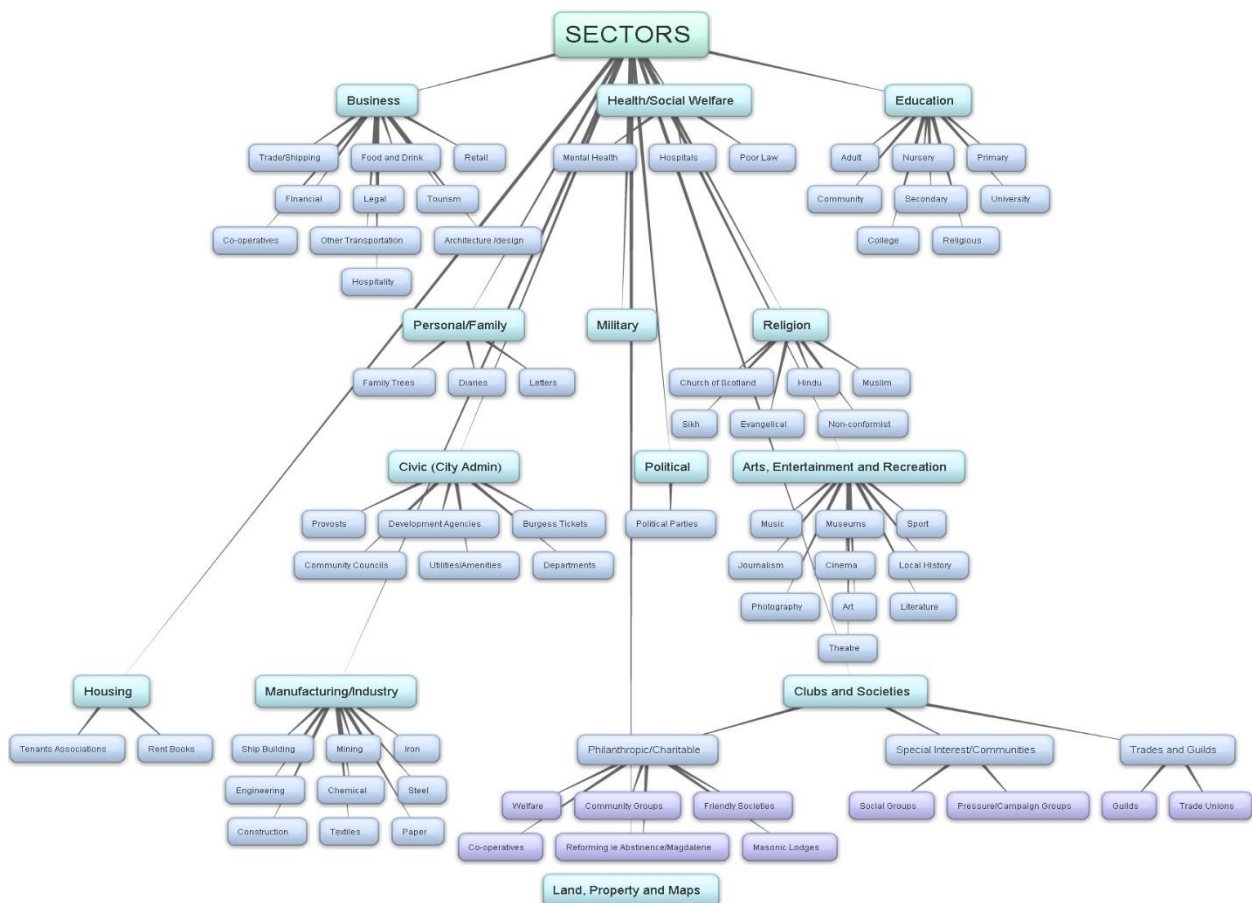 SECTORS
Business
Health/Social Welfare
Education
Trade/Shipping
Food and Drink
Retail
Mental Health
Hospitals
Poor Law
Adult
Nursery
Primary
Financial
Legal
Tourism
Community
Secondary
University
Co-operatives
Other Transportation
Architecture /design
College
Religious
Hospitality
Personal/Family
Military
Religion
Family Trees
Diaries
Letters
Church of Scotland
Hindu
Muslim
Sikh
Evangelical
Non-conformist
Civic (City Admin)
Political
Arts, Entertainment and Recreation
Provosts
Development Agencies
Burgess Tickets
Political Parties
Music
Museums
Sport
Community Councils
Utilities/Amenities
Departments
Journalism
Cinema
Local History
Photography
Art
Literature
Theatre
Housing
Manufacturing/Industry
Clubs and Societies
Tenants Associations
Rent Books
Ship Building
Mining
Iron
Philanthropic/Charitable
Special Interest/Communities
Trades and Guilds
Engineering
Chemical
Steel
Welfare
Community Groups
Friendly Societies
Social Groups
Pressure/Campaign Groups
Guilds
Trade Unions
Construction
Textiles
Paper
Co-operatives
Reforming ie Abstinence/Magdalene
Masonic Lodges
Land, Property and Maps